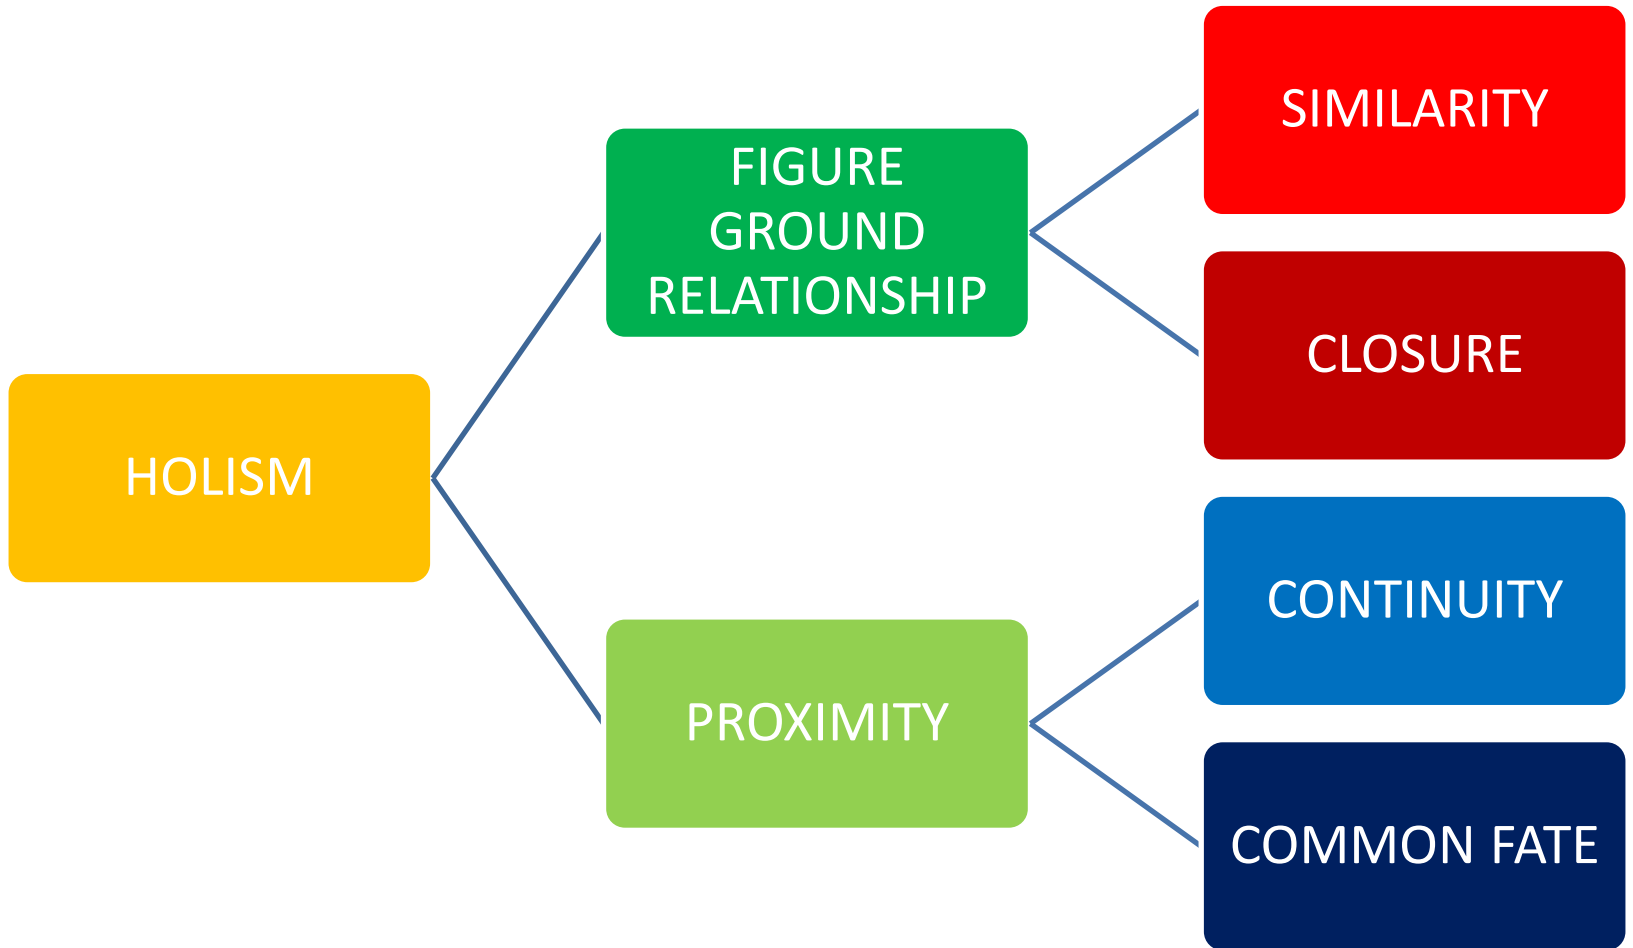 HOLISM
FIGURE
GROUND
RELATIONSHIP
PROXIMITY
SIMILARITY
CLOSURE
CONTINUITY
COMMON FATE